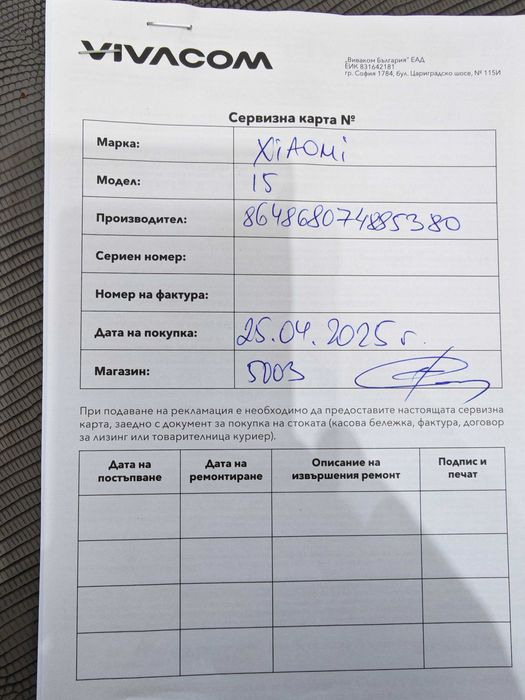 VIVACOM
„Виваком България“ ЕАД
ЕИК 831642181
гр. София 1784, бул. Цариградско шосе, № 115И
Сервизна карта №
Марка: XiAOMi
Модел: 15
Производител: 864868074885380
Сериен номер:
Номер на фактура:
Дата на покупка: 25.04.2025 г.
Магазин: 5003
При подаване на рекламация е необходимо да предоставите настоящата сервизна
карта, заедно с документ за покупка на стоката (касова бележка, фактура, договор
за лизинг или товарителница куриер).
Дата на постъпване Дата на ремонтиране Описание на извършения ремонт Подпис и печат